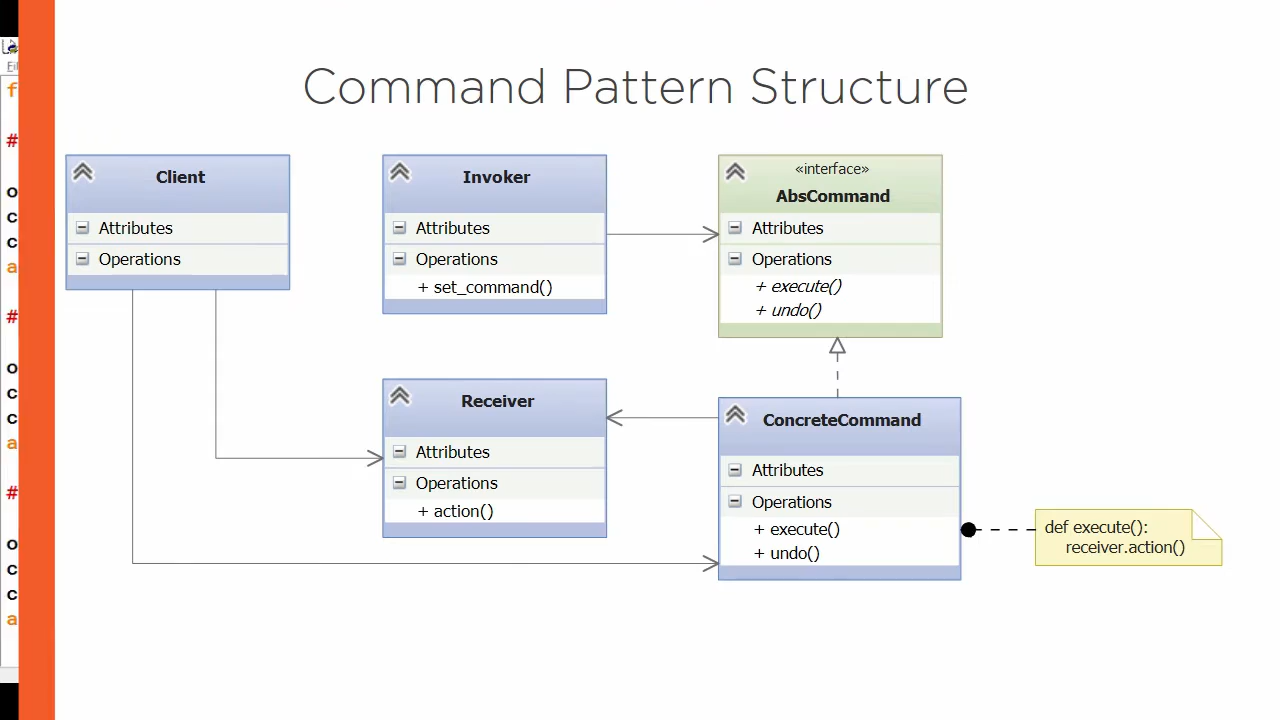 Command Pattern Structure
Client
Attributes
Operations
Invoker
Attributes
Operations
+ set_command()
«interface»
AbsCommand
Attributes
Operations
+ execute()
+ undo()
Receiver
Attributes
Operations
+ action()
ConcreteCommand
Attributes
Operations
+ execute()
+ undo()
def execute():
receiver.action()
f
#
o
c
c
a
#
o
c
c
a
#
o
c
c
a